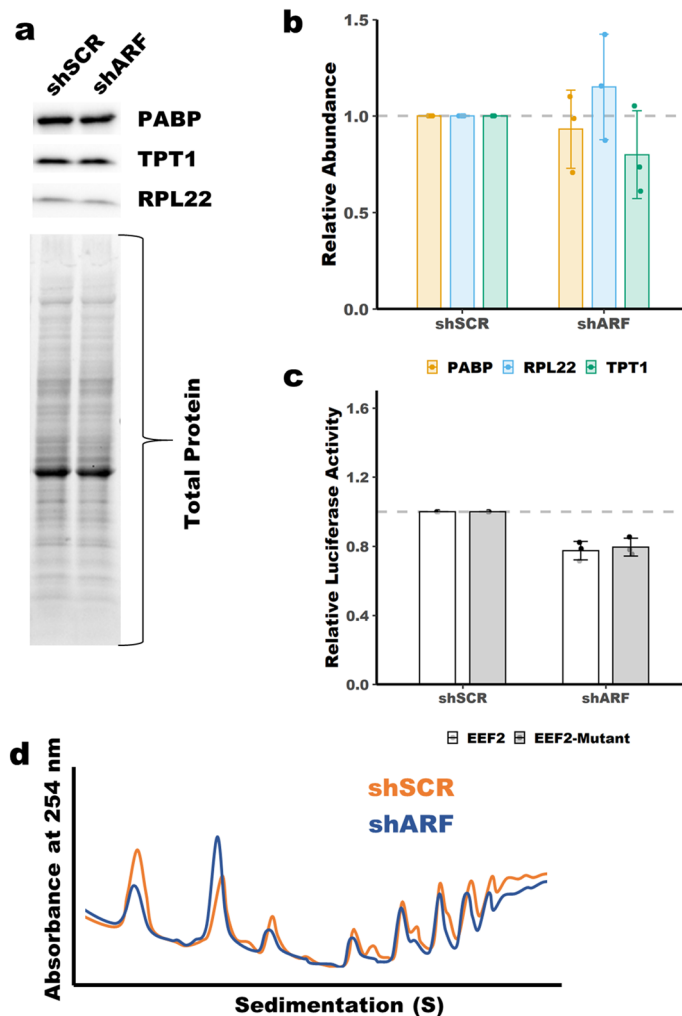 a
shSCR
shARF
PABP
TPT1
RPL22
Total Protein
b
Relative Abundance
1.5
1.0
0.5
0.0
shSCR
shARF
PABP
RPL22
TPT1
c
Relative Luciferase Activity
1.6
1.2
0.8
0.4
0.0
shSCR
shARF
EEF2
EEF2-Mutant
d
Absorbance at 254 nm
shSCR
shARF
Sedimentation (S)